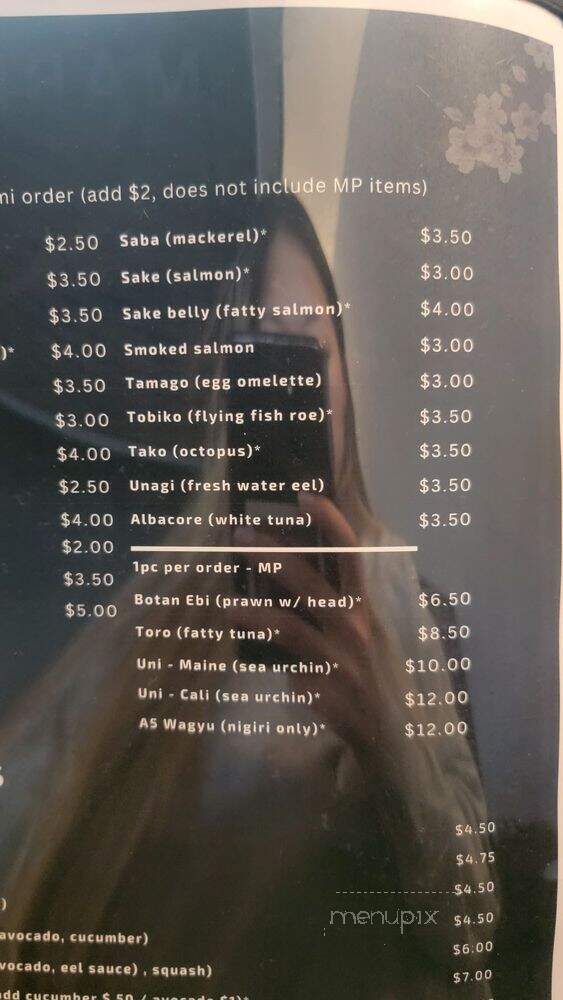 mi order (add $2, does not include MP items)
$2.50 Saba (mackerel)* $3.50
$3.50 Sake (salmon)* $3.00
$3.50 Sake belly (fatty salmon)* $4.00
)* $4.00 Smoked salmon $3.00
$3.50 Tamago (egg omelette) $3.00
$3.00 Tobiko (flying fish roe)* $3.50
$4.00 Tako (octopus)* $3.50
$2.50 Unagi (fresh water eel) $3.50
$4.00 Albacore (white tuna) $3.50
$2.00
$3.50 1pc per order - MP
$5.00 Botan Ebi (prawn w/ head)* $6.50
Toro (fatty tuna)* $8.50
Uni - Maine (sea urchin)* $10.00
Uni - Cali (sea urchin)* $12.00
A5 Wagyu (nigiri only)* $12.00
S
$4.50
$4.75
$4.50
) $4.50
avocado, cucumber) $6.00
vocado, eel sauce) , squash) $7.00
dd cucumber $.50 / avocado $1)*
menupix